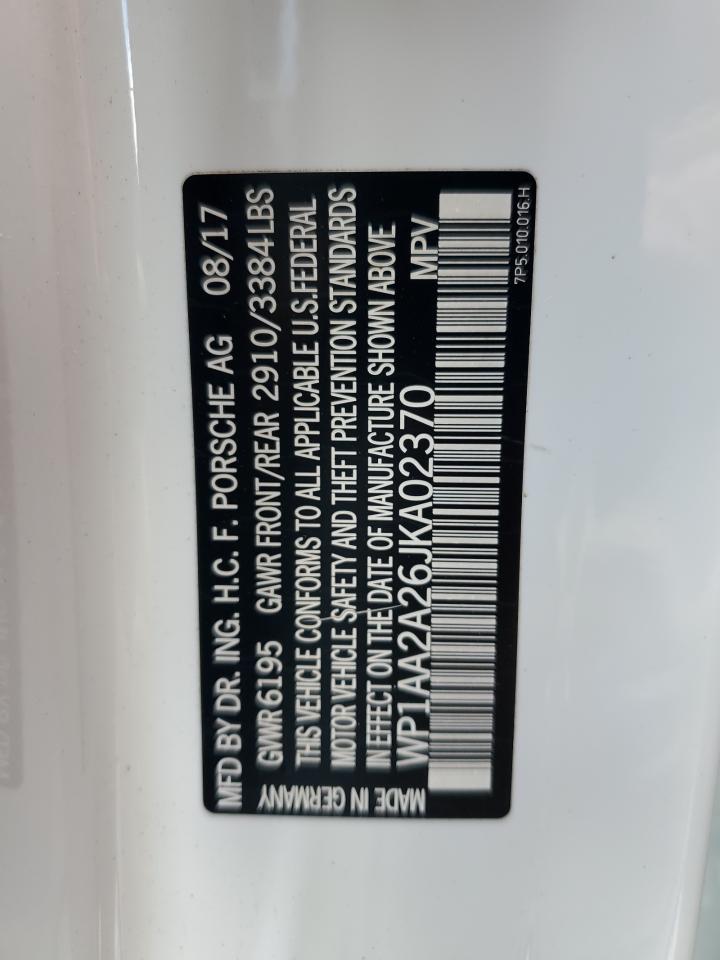 MFD BY DR. ING. H.C. F. PORSCHE AG 08/17
GVWR 6195 GAWR FRONT/REAR 2910/3384 LBS
THIS VEHICLE CONFORMS TO ALL APPLICABLE U.S.FEDERAL
MOTOR VEHICLE SAFETY AND THEFT PREVENTION STANDARDS
IN EFFECT ON THE DATE OF MANUFACTURE SHOWN ABOVE
WP1AA2A26JKA02370 MPV
MADE IN GERMANY
7P5.010.016.H